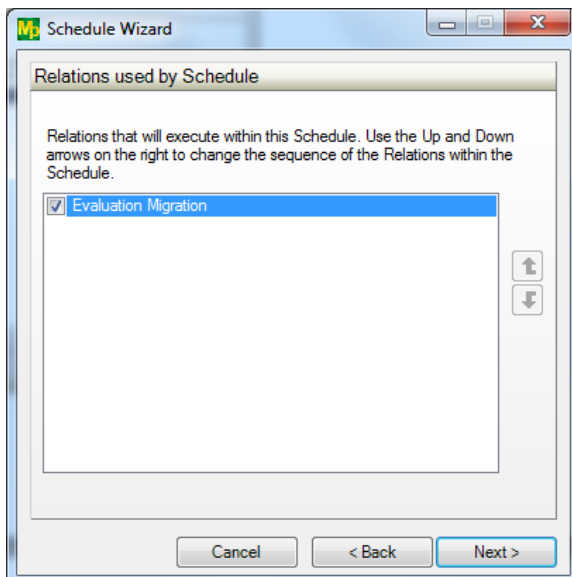 Mp Schedule Wizard
Relations used by Schedule
Relations that will execute within this Schedule. Use the Up and Down
arrows on the right to change the sequence of the Relations within the
Schedule.
Evaluation Migration
Cancel
< Back
Next >